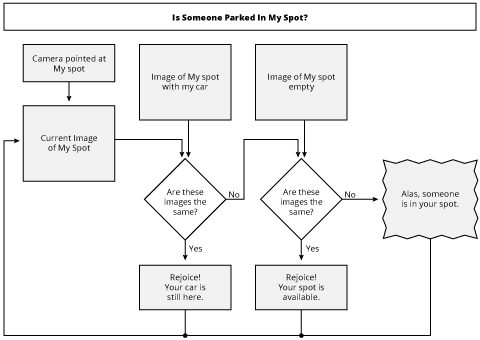 Is Someone Parked In My Spot?
Camera pointed at
My spot
Image of My spot
with my car
Image of My spot
empty
Current Image
of My Spot
Are these
images the
same?
No
Are these
images the
same?
No
Alas, someone
is in your spot.
Yes
Yes
Rejoice!
Your car is
still here.
Rejoice!
Your spot is
available.